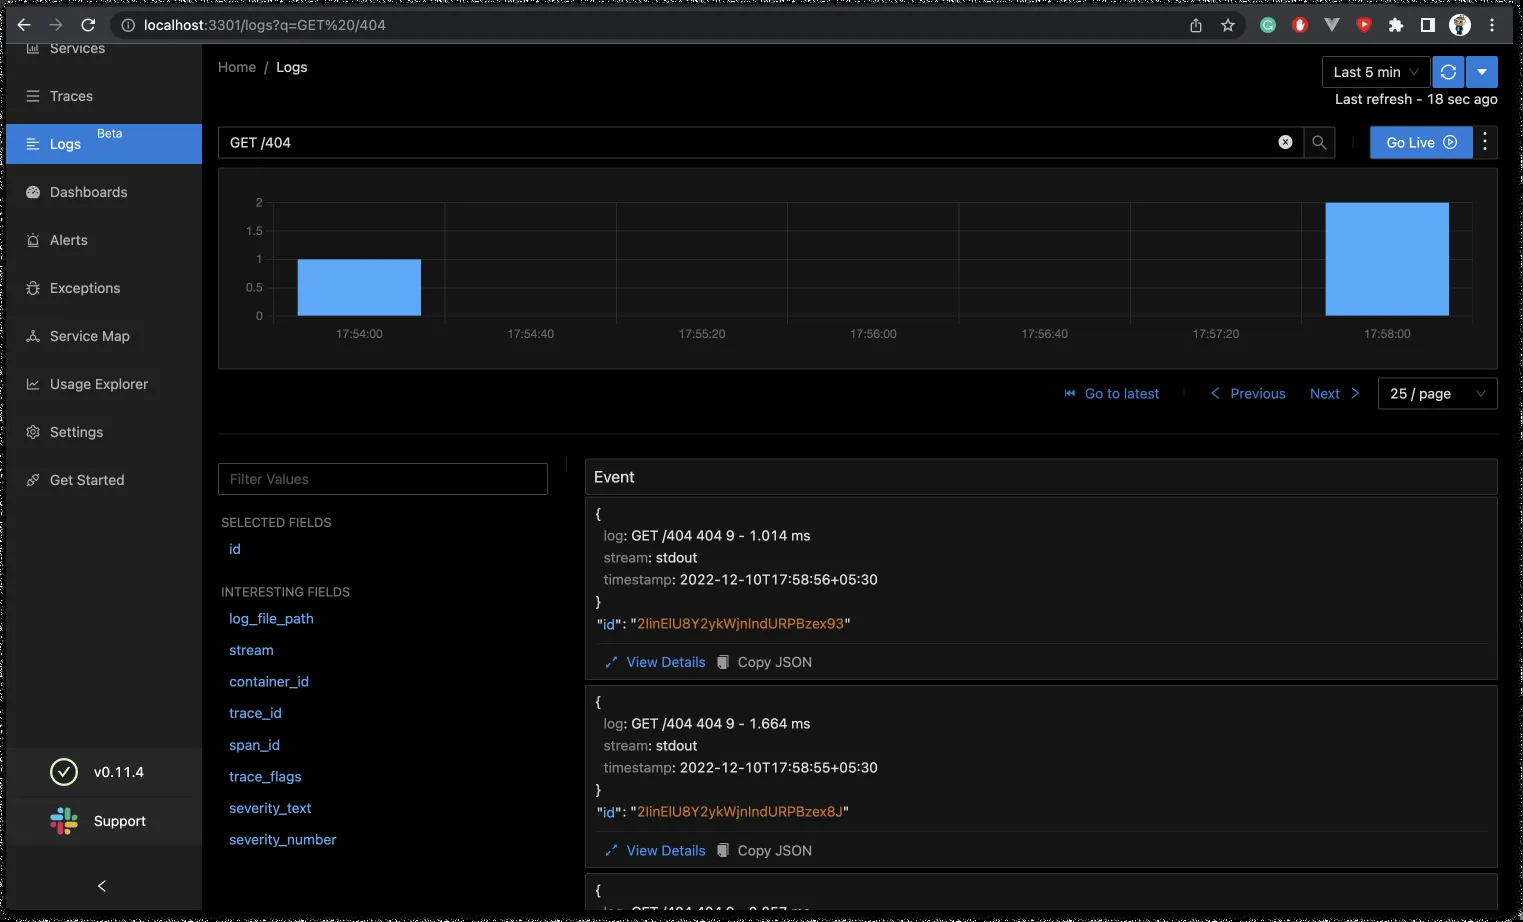 localhost:3301/logs?q=GET%20/404
Services
Traces
Logs
Beta
Dashboards
Alerts
Exceptions
Service Map
Usage Explorer
Settings
Get Started
v0.11.4
Support
Home / Logs
Last 5 min
Last refresh - 18 sec ago
GET /404
Go Live
2
1.5
1
0.5
0
17:54:00 17:54:40 17:55:20 17:56:00 17:56:40 17:57:20 17:58:00
Go to latest
Previous
Next
25 / page
Filter Values
SELECTED FIELDS
id
INTERESTING FIELDS
log_file_path
stream
container_id
trace_id
span_id
trace_flags
severity_text
severity_number
Event
{
log: GET /404 404 9 - 1.014 ms
stream: stdout
timestamp: 2022-12-10T17:58:56+05:30
}
"id": "2IinEIU8Y2ykWjnIndURPBzex93"
View Details Copy JSON
{
log: GET /404 404 9 - 1.664 ms
stream: stdout
timestamp: 2022-12-10T17:58:55+05:30
}
"id": "2IinEIU8Y2ykWjnIndURPBzex8J"
View Details Copy JSON
{
log: GET /404 404 9